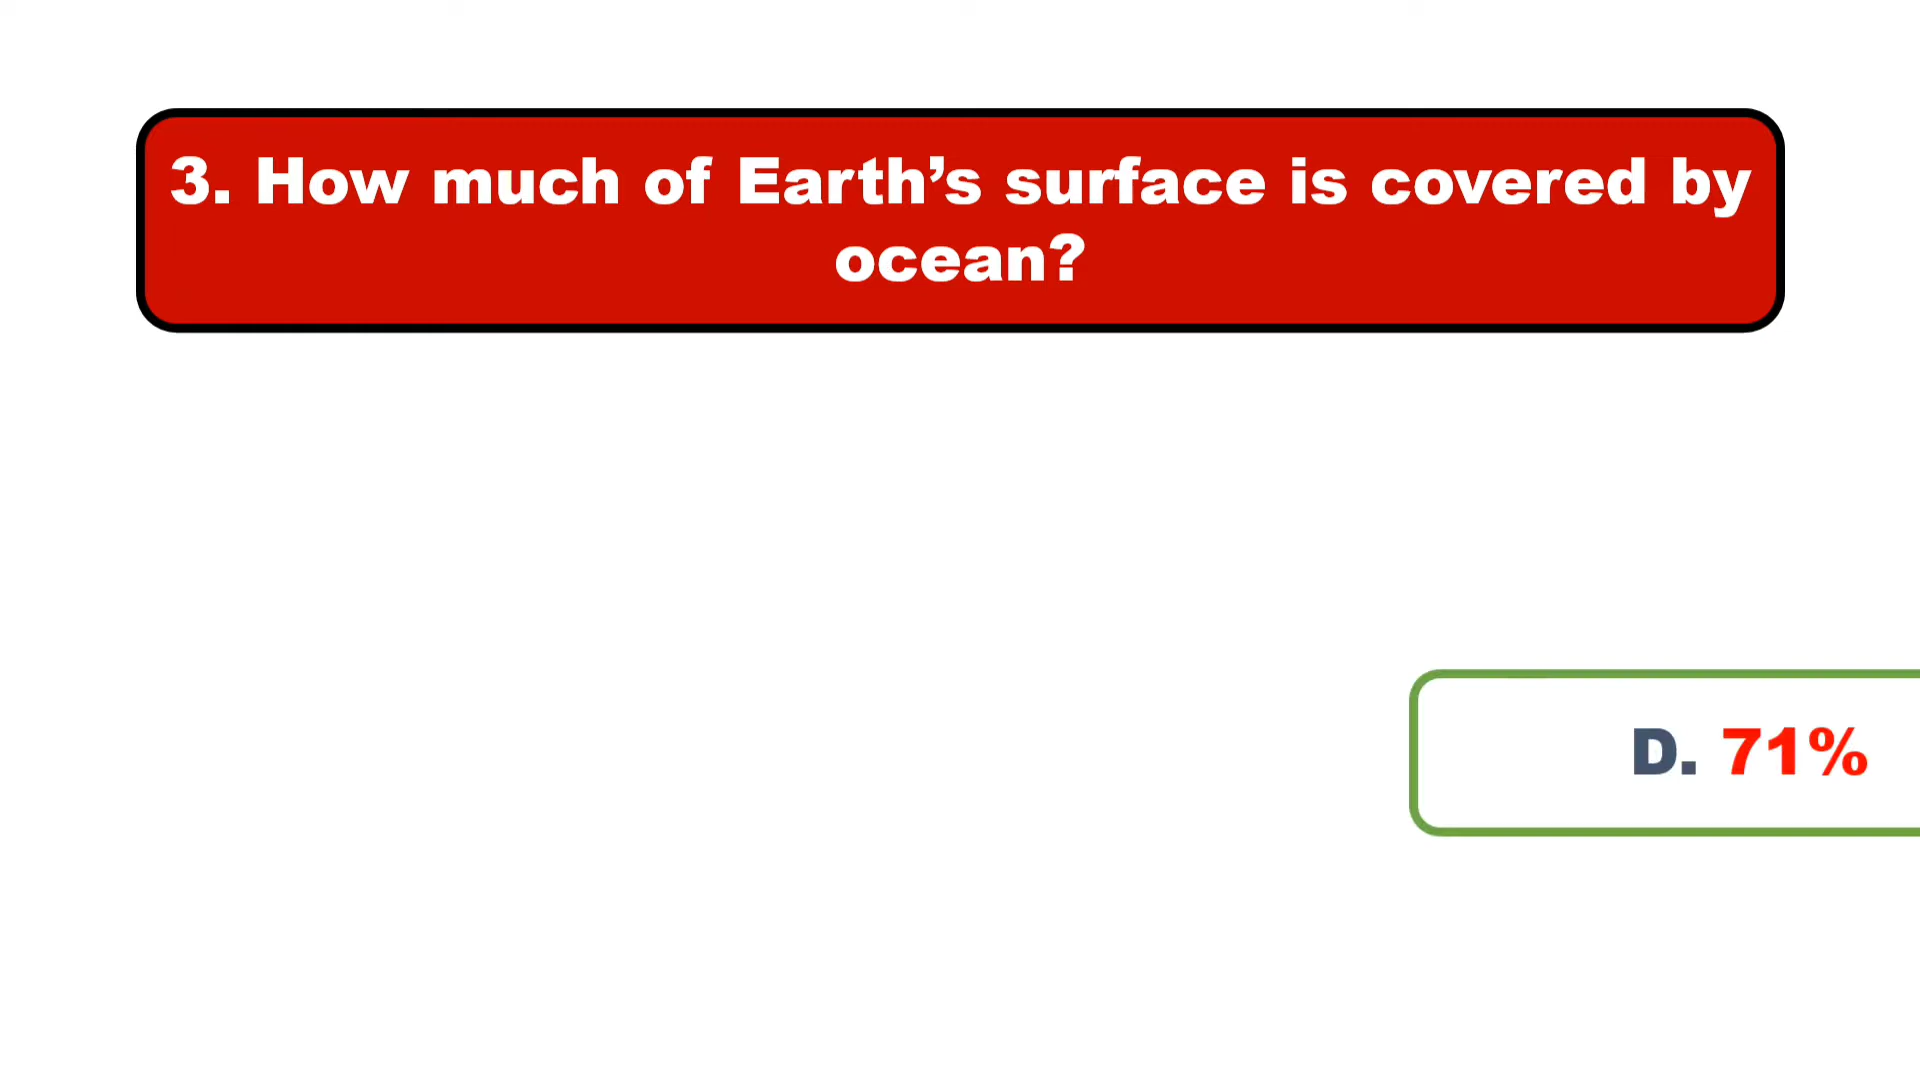 3. How much of Earth’s surface is covered by
ocean?
D. 71%